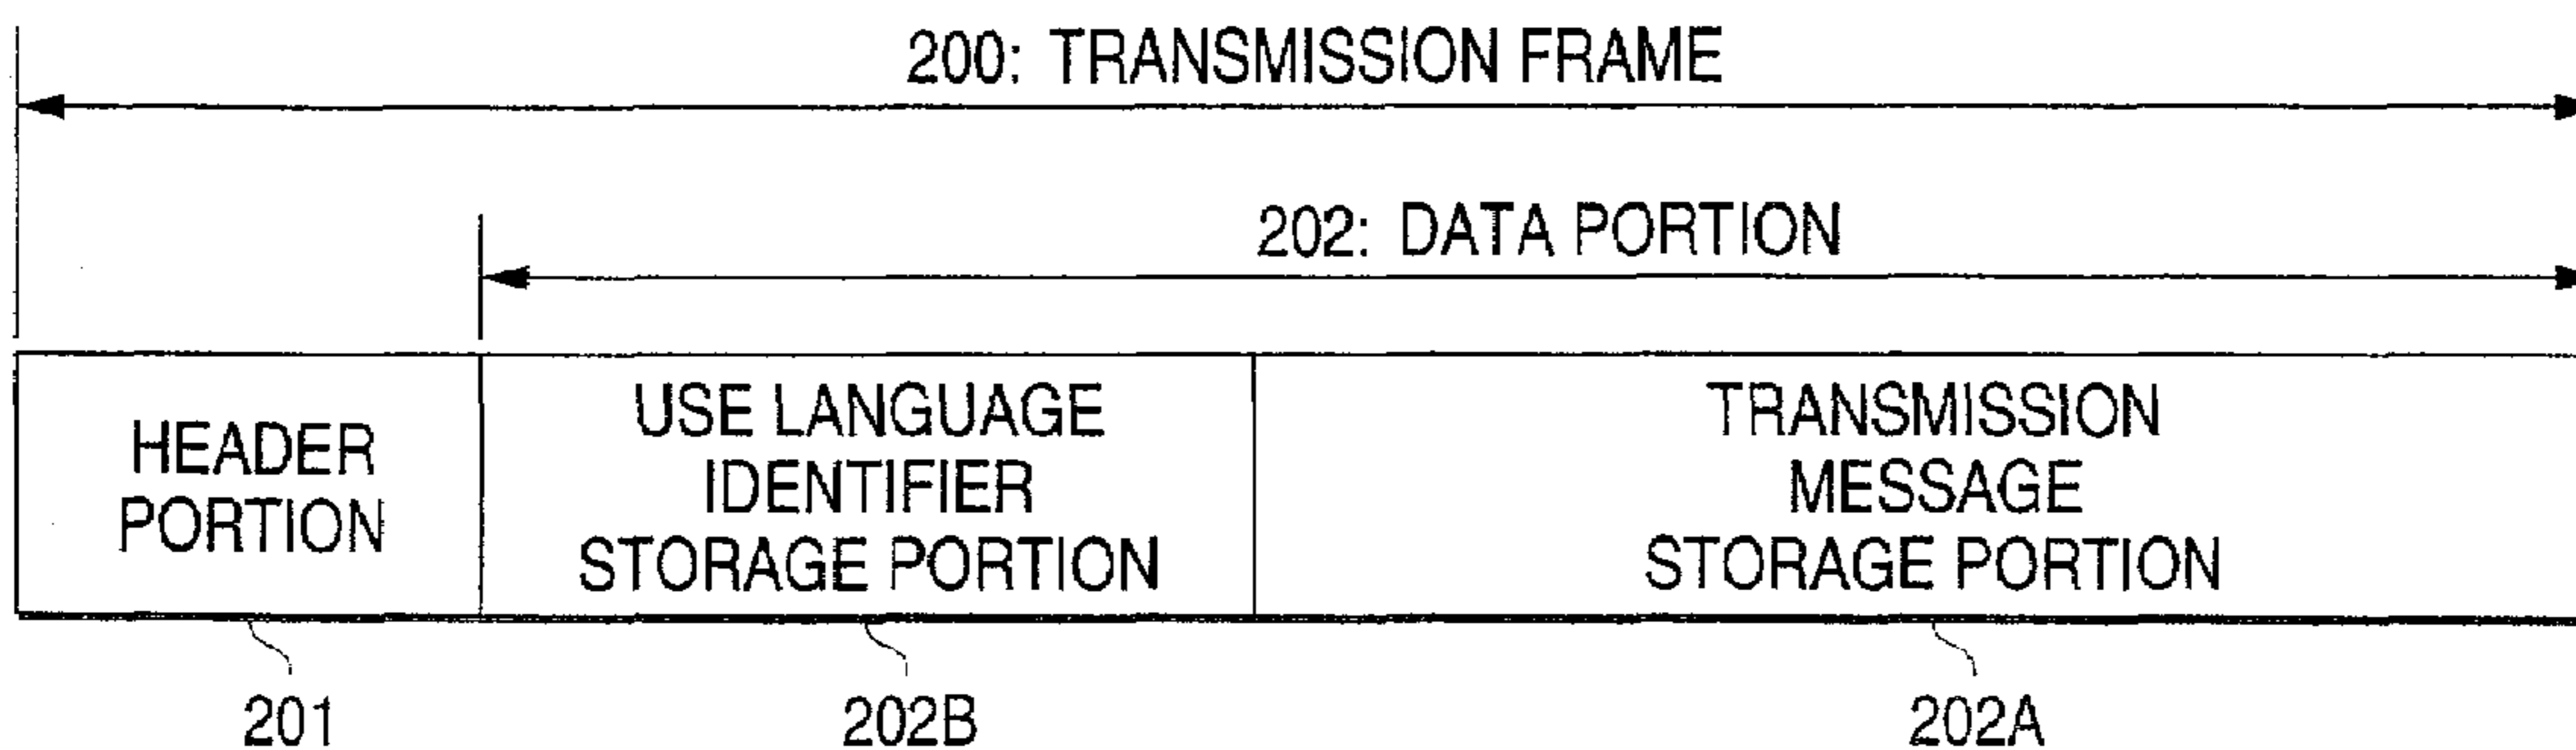 200: TRANSMISSION FRAME
202: DATA PORTION
HEADER
PORTION
USE LANGUAGE
IDENTIFIER
STORAGE PORTION
TRANSMISSION
MESSAGE
STORAGE PORTION
201
202B
202A